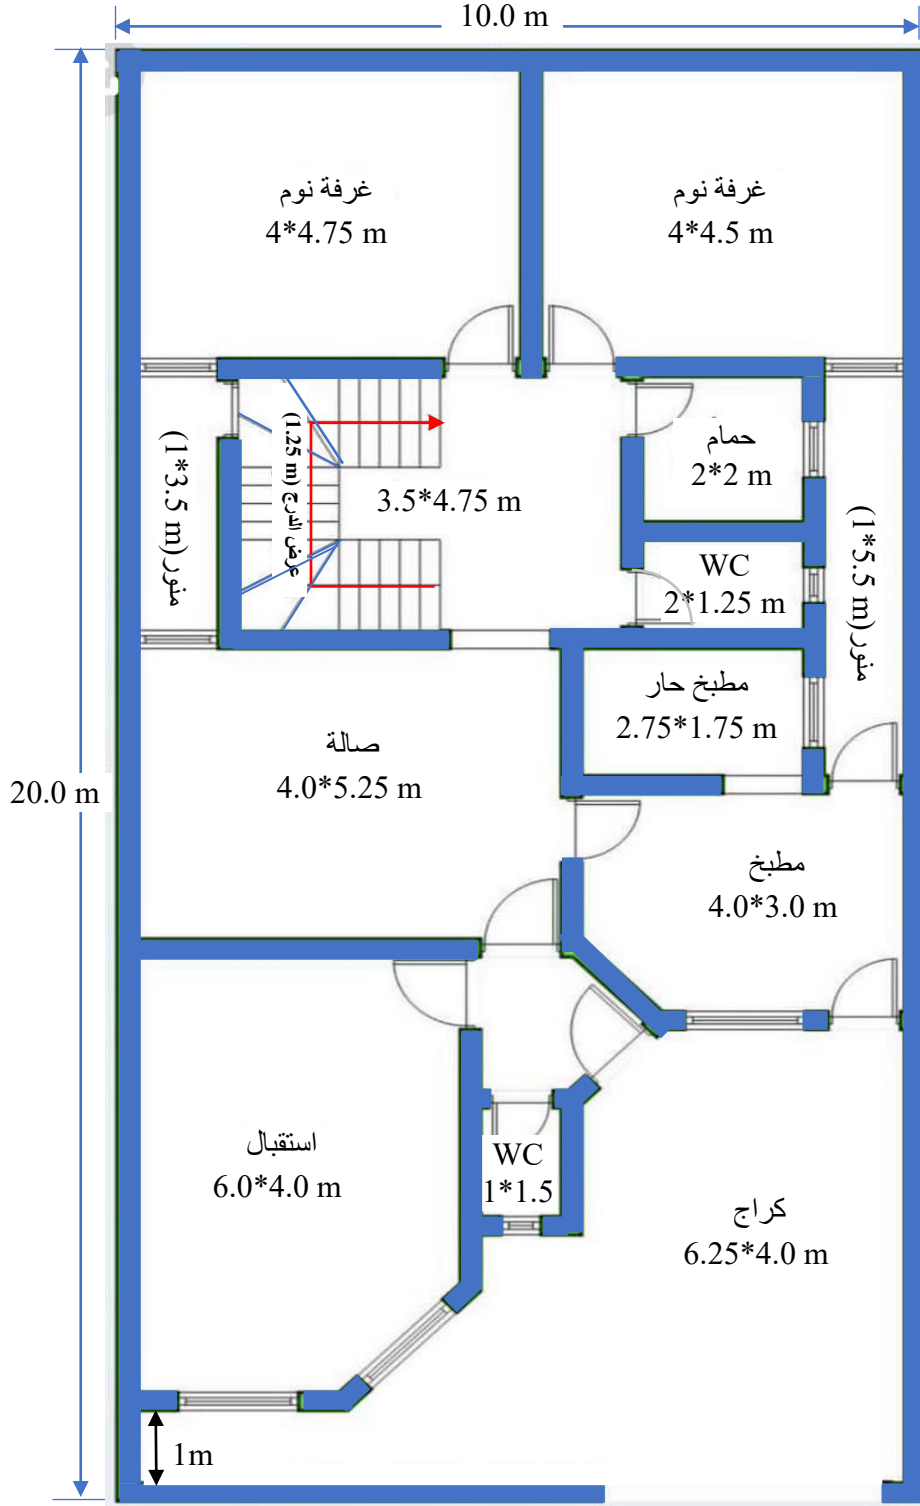 10.0 m
غرفة نوم
4*4.75 m
غرفة نوم
4*4.5 m
منور(1*3.5 m)
عرض الدرج (1.25 m)
3.5*4.75 m
حمام
2*2 m
WC
2*1.25 m
منور(1*5.5 m)
مطبخ حار
2.75*1.75 m
صالة
4.0*5.25 m
20.0 m
مطبخ
4.0*3.0 m
استقبال
6.0*4.0 m
WC
1*1.5
كراج
6.25*4.0 m
1m